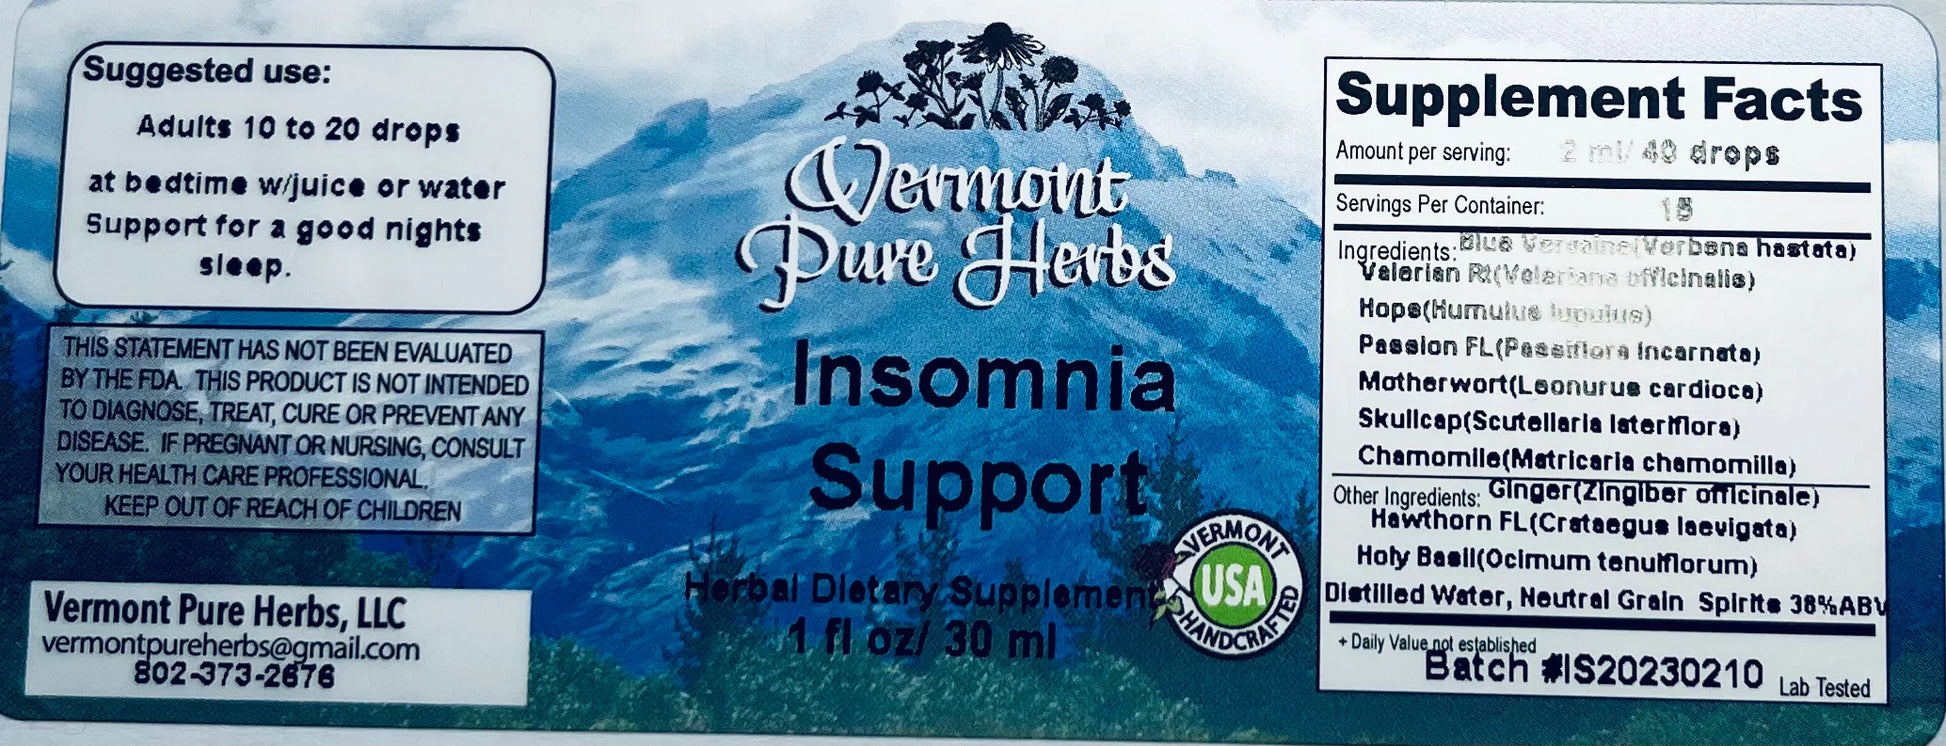 Suggested use:
Adults 10 to 20 drops
at bedtime w/juice or water
Support for a good nights
sleep.
THIS STATEMENT HAS NOT BEEN EVALUATED
BY THE FDA. THIS PRODUCT IS NOT INTENDED
TO DIAGNOSE, TREAT, CURE OR PREVENT ANY
DISEASE. IF PREGNANT OR NURSING, CONSULT
YOUR HEALTH CARE PROFESSIONAL.
KEEP OUT OF REACH OF CHILDREN
Vermont Pure Herbs, LLC
vermontpureherbs@gmail.com
802-373-2676
Vermont
Pure Herbs
Insomnia
Support
Herbal Dietary Supplement
1 fl oz/ 30 ml
VERMONT
USA
HANDCRAFTED
Supplement Facts
Amount per serving: 2 ml/ 40 drops
Servings Per Container: 15
Ingredients: Blue Vervaine(Verbena hastata)
Valerian Rt(Valeriana officinalis)
Hops(Humulus lupulus)
Passion FL(Passiflora incarnata)
Motherwort(Leonurus cardioca)
Skullcap(Scutellaria lateriflora)
Chamomile(Matricaria chamomilla)
Other Ingredients: Ginger(Zingiber officinale)
Hawthorn FL(Crataegus laevigata)
Holy Basil(Ocimum tenuiflorum)
Distilled Water, Neutral Grain Spirits 38%ABV
+ Daily Value not established
Batch #IS20230210
Lab Tested